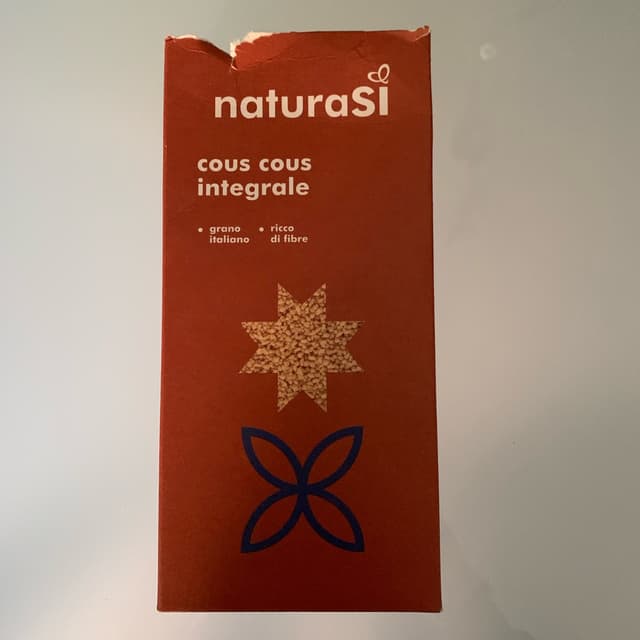 naturaSì
cous cous
integrale
• grano • ricco
italiano di fibre